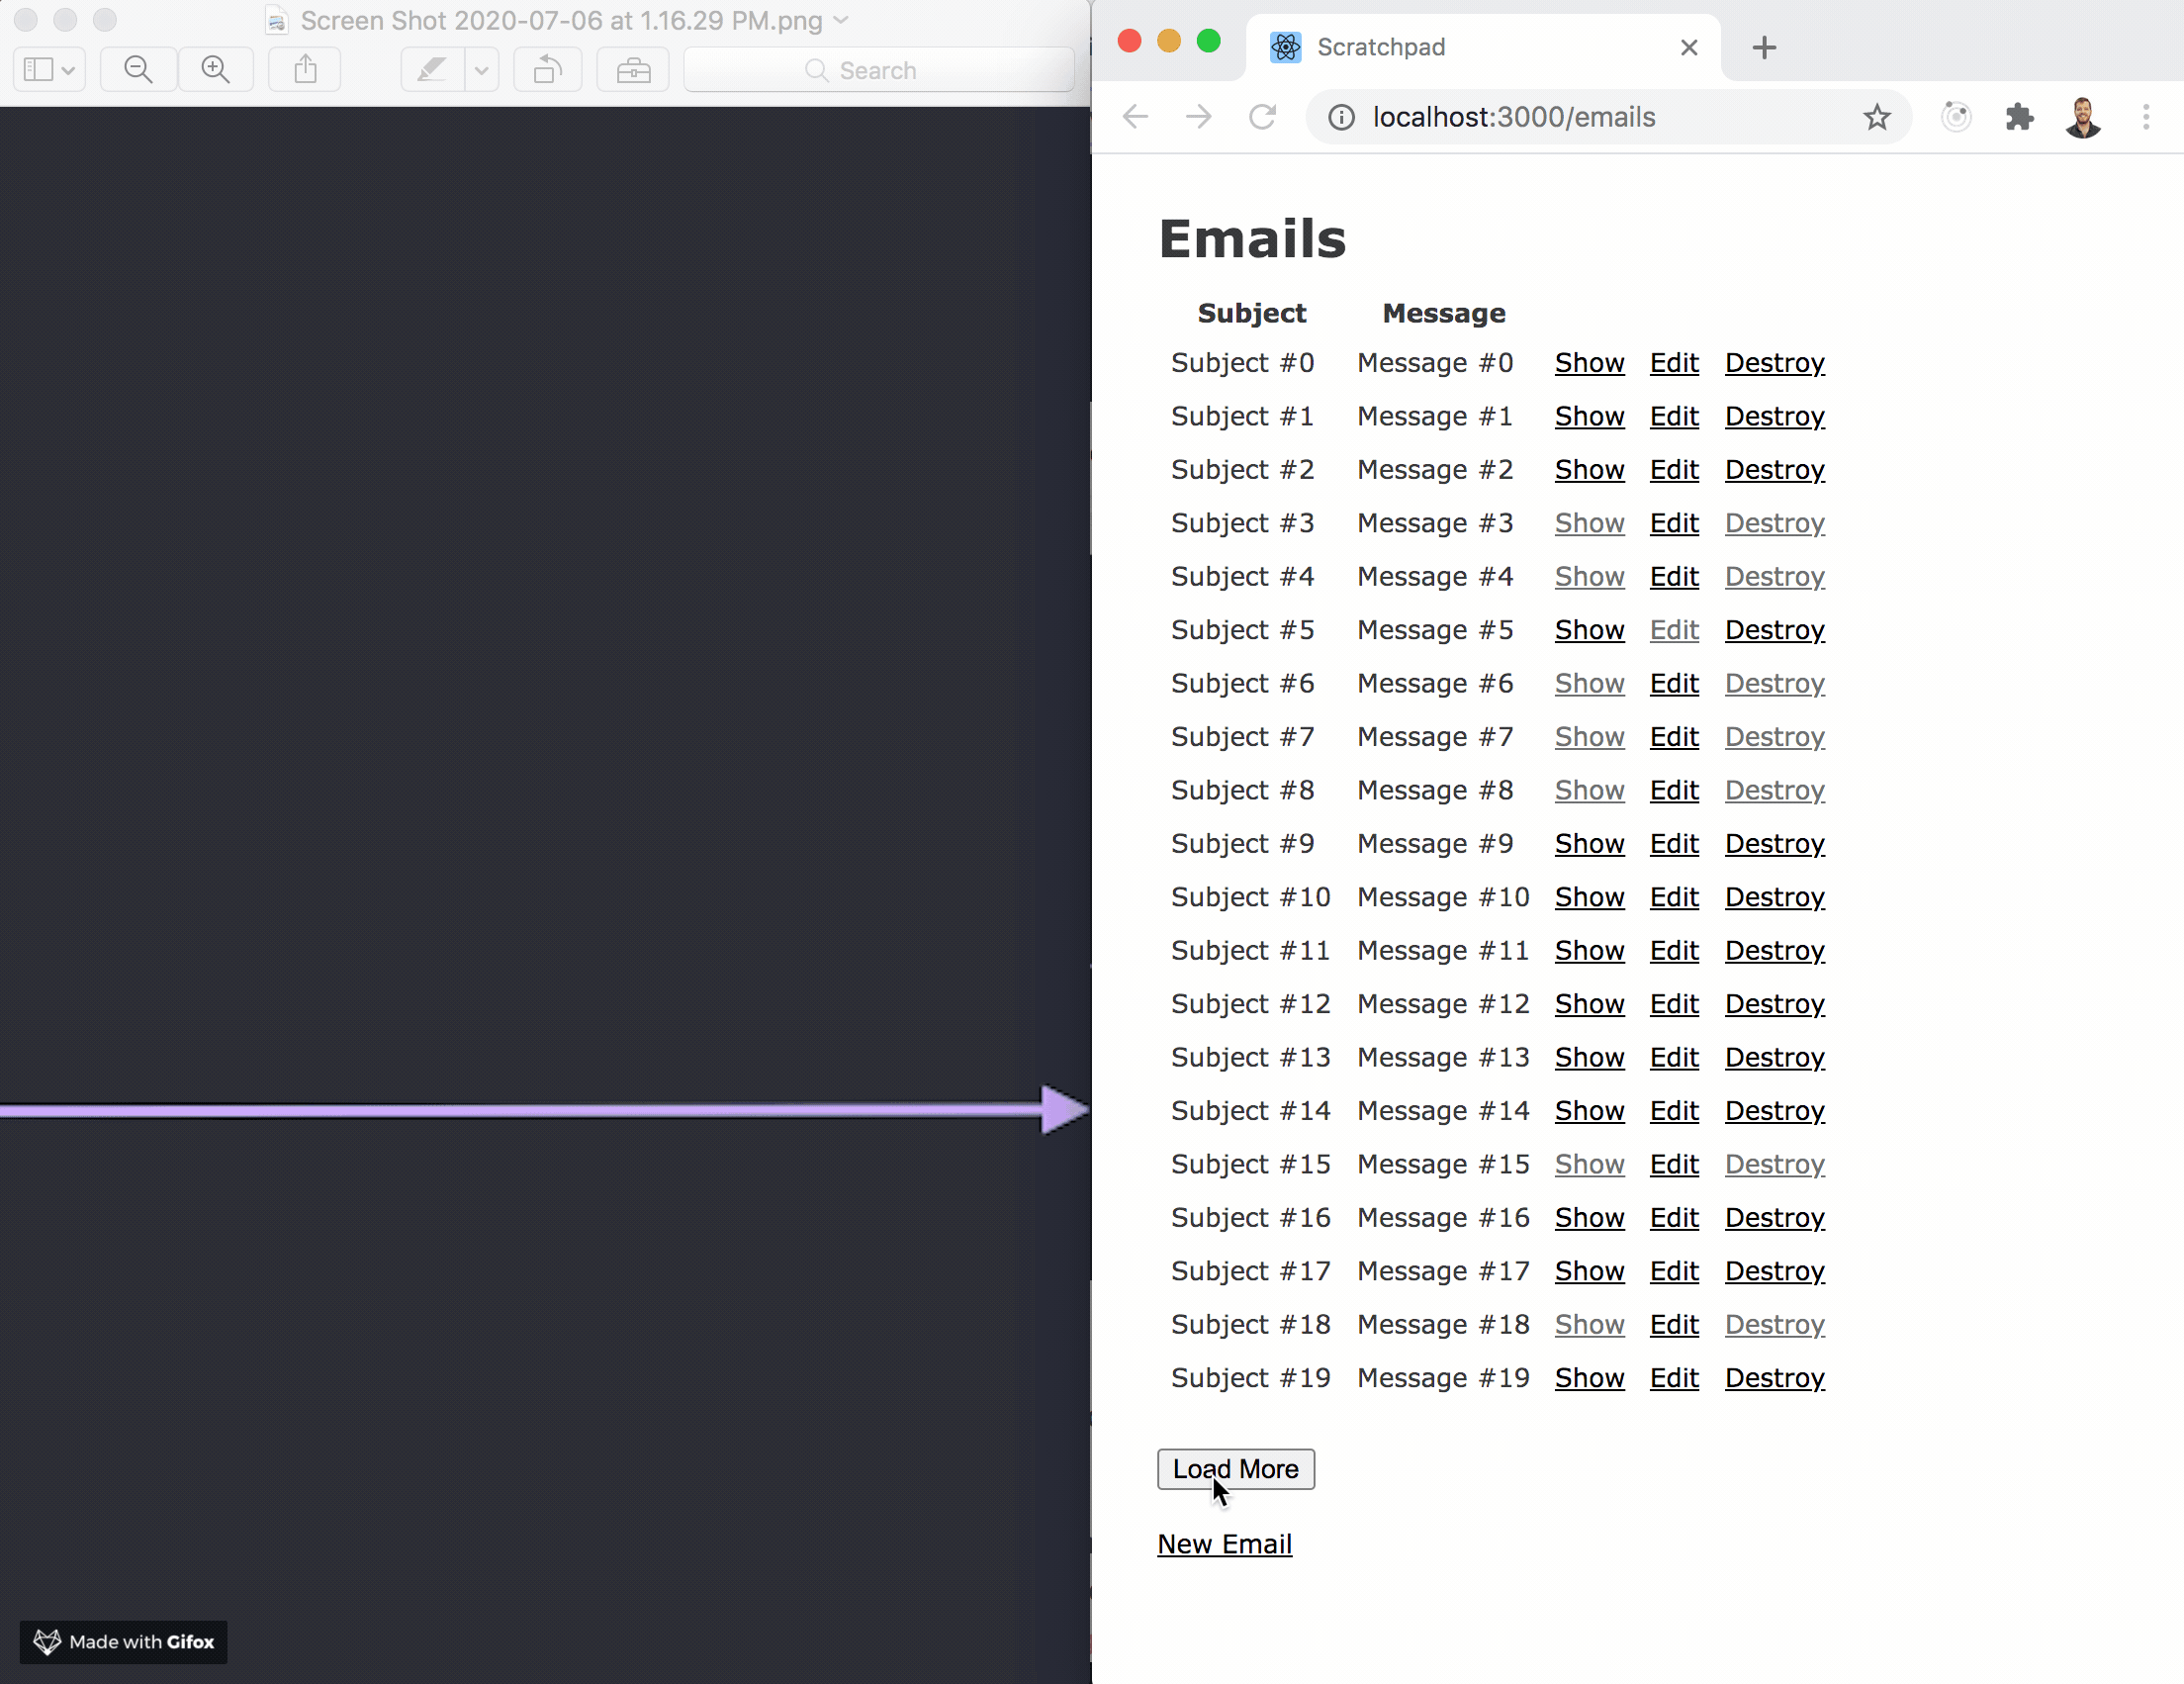 Screen Shot 2020-07-06 at 1.16.29 PM.png
Search
Made with Gifox
Scratchpad
localhost:3000/emails
Emails
Subject Message
Subject #0 Message #0 Show Edit Destroy
Subject #1 Message #1 Show Edit Destroy
Subject #2 Message #2 Show Edit Destroy
Subject #3 Message #3 Show Edit Destroy
Subject #4 Message #4 Show Edit Destroy
Subject #5 Message #5 Show Edit Destroy
Subject #6 Message #6 Show Edit Destroy
Subject #7 Message #7 Show Edit Destroy
Subject #8 Message #8 Show Edit Destroy
Subject #9 Message #9 Show Edit Destroy
Subject #10 Message #10 Show Edit Destroy
Subject #11 Message #11 Show Edit Destroy
Subject #12 Message #12 Show Edit Destroy
Subject #13 Message #13 Show Edit Destroy
Subject #14 Message #14 Show Edit Destroy
Subject #15 Message #15 Show Edit Destroy
Subject #16 Message #16 Show Edit Destroy
Subject #17 Message #17 Show Edit Destroy
Subject #18 Message #18 Show Edit Destroy
Subject #19 Message #19 Show Edit Destroy
Load More
New Email